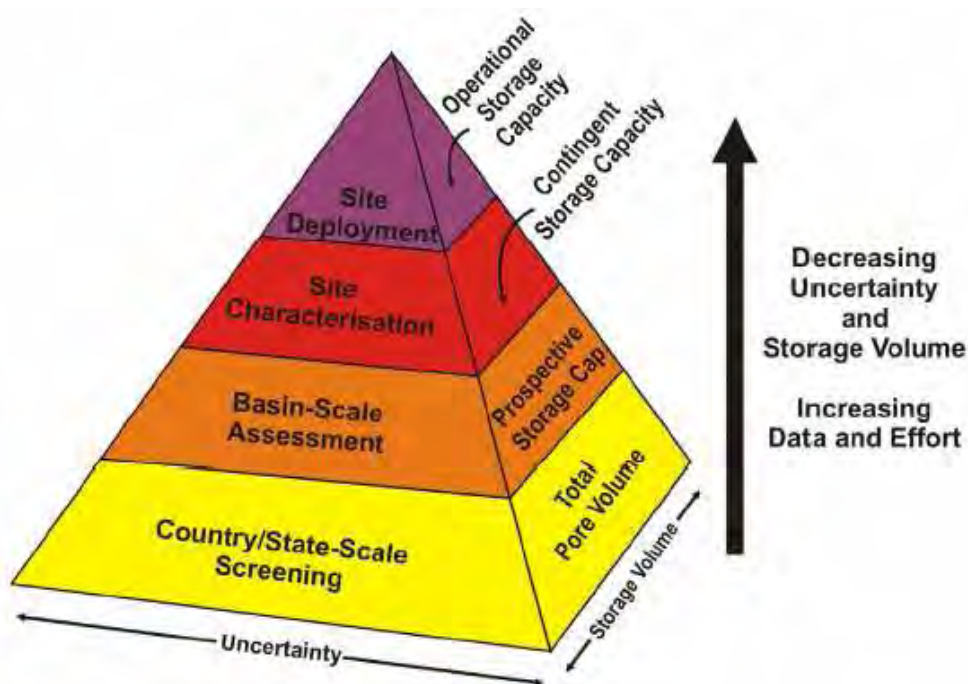 Operational
Storage
Capacity
Contingent
Storage Capacity
Site
Deployment
Site
Characterisation
Prospective
Storage Cap
Basin-Scale
Assessment
Total
Pore Volume
Country/State-Scale
Screening
Decreasing
Uncertainty
and
Storage Volume
Increasing
Data and Effort
Storage Volume
Uncertainty